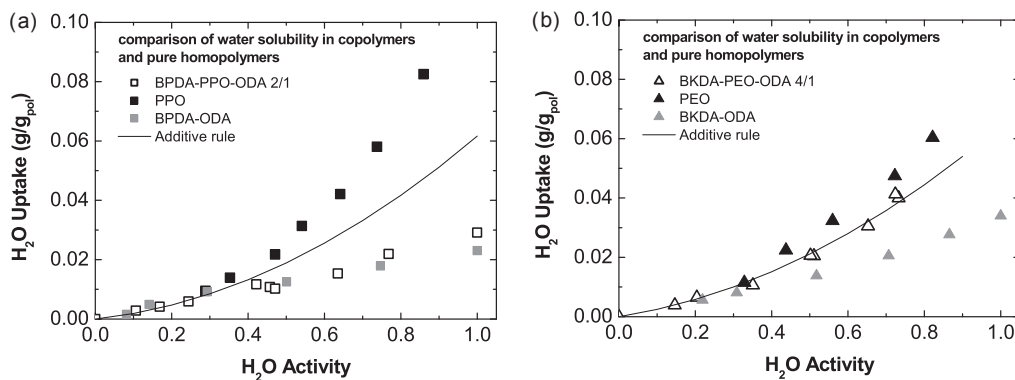 (a)
0.10
0.08
0.06
0.04
0.02
0.00
H₂O Uptake (g/gₚₒₗ)
comparison of water solubility in copolymers
and pure homopolymers
BPDA-PPO-ODA 2/1
PPO
BPDA-ODA
Additive rule
0.0 0.2 0.4 0.6 0.8 1.0
H₂O Activity
(b)
0.10
0.08
0.06
0.04
0.02
0.00
H₂O Uptake (g/gₚₒₗ)
comparison of water solubility in copolymers
and pure homopolymers
BKDA-PEO-ODA 4/1
PEO
BKDA-ODA
Additive rule
0.0 0.2 0.4 0.6 0.8 1.0
H₂O Activity